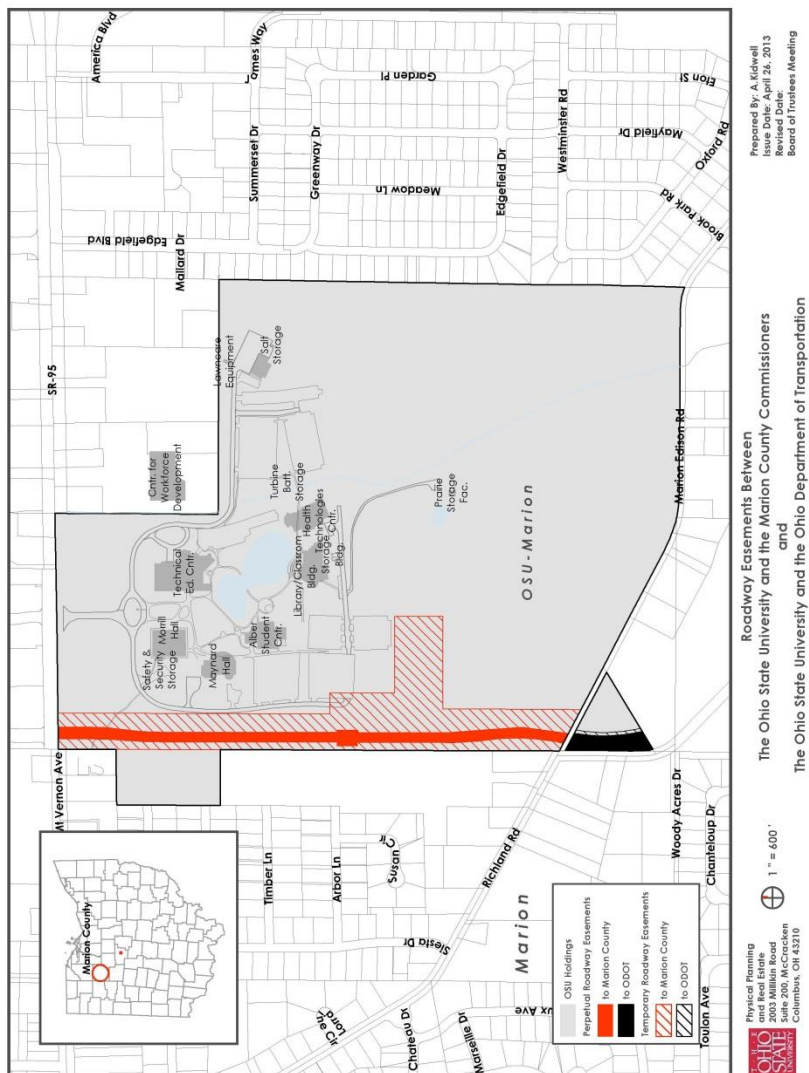 America Blvd
Way
Garden Pl
Eton St
Summerset Dr
Greenway Dr
Westminster Rd
Mayfield Dr
Oxford Rd
Meadow Ln
Edgefield Dr
Brook Park Rd
Edgefield Blvd
Mallard Dr
SR-95
Lawncare
Equipment
Salt
Storage
Cntr. for
Workforce
Development
Turbine
Batt.
Storage
Marion Edison Rd
Technical
Ed. Cntr.
Health
Technologies
Cntr.
Storage
Bldg.
Library/Classrom
Bldg.
Prairie
Storage
Fac.
OSU-Marion
Safety &
Security
Storage
Morrill
Hall
Maynard
Hall
Alber
Student
Cntr.
Mt Vernon Ave
Timber Ln
Arbor Ln
Susan Cir
Richland Rd
Woody Acres Dr
Chanteloup Dr
Siesta Dr
Marion
Chateau Dr
Marseille Dr
ux Ave
Toulon Ave
Marion County
OSU Holdings
Perpetual Roadway Easements
to Marion County
to ODOT
Temporary Roadway Easements
to Marion County
to ODOT
THE
OHIO
STATE
UNIVERSITY
Physical Planning
and Real Estate
2003 Millikin Road
Suite 200, McCracken
Columbus, OH 43210
1 " = 600 '
Roadway Easements Between
The Ohio State University and the Marion County Commissioners
and
The Ohio State University and the Ohio Department of Transportation
Prepared By: A.Kidwell
Issue Date: April 26, 2013
Revised Date:
Board of Trustees Meeting